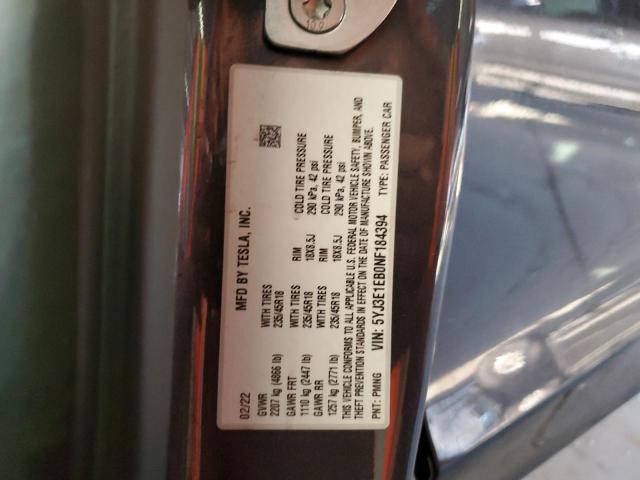 10.9
MFD BY TESLA, INC.
02/22
GVWR WITH TIRES RIM COLD TIRE PRESSURE
2207 kg (4866 lb) 235/45R18 18X8.5J 290 kPa, 42 psi
GAWR FRT WITH TIRES RIM COLD TIRE PRESSURE
1110 kg (2447 lb) 235/45R18 18X8.5J 290 kPa, 42 psi
GAWR RR
1257 kg (2771 lb) 235/45R18
THIS VEHICLE CONFORMS TO ALL APPLICABLE U.S. FEDERAL MOTOR VEHICLE SAFETY, BUMPER, AND
THEFT PREVENTION STANDARDS IN EFFECT ON THE DATE OF MANUFACTURE SHOWN ABOVE.
PNT: PMNG VIN: 5YJ3E1EB0NF184394 TYPE: PASSENGER CAR